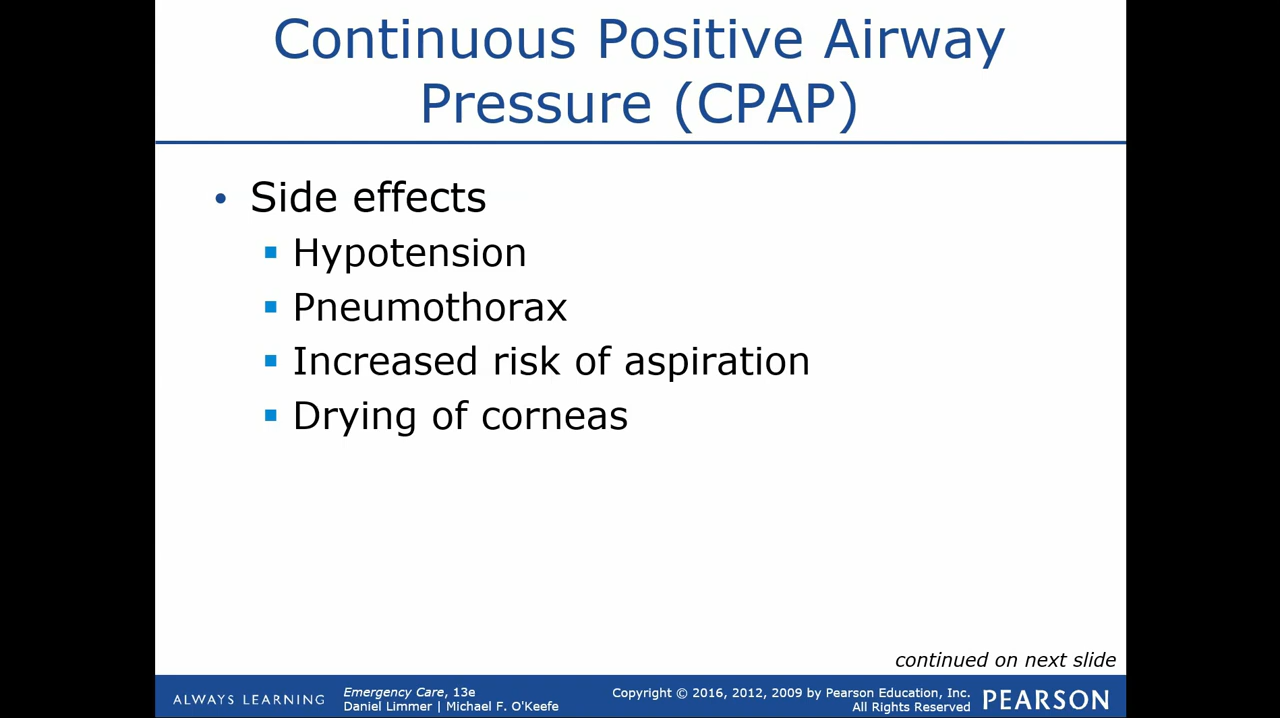 Continuous Positive Airway
Pressure (CPAP)
• Side effects
▪ Hypotension
▪ Pneumothorax
▪ Increased risk of aspiration
▪ Drying of corneas
continued on next slide
ALWAYS LEARNING
Emergency Care, 13e
Daniel Limmer | Michael F. O'Keefe
Copyright © 2016, 2012, 2009 by Pearson Education, Inc.
All Rights Reserved
PEARSON